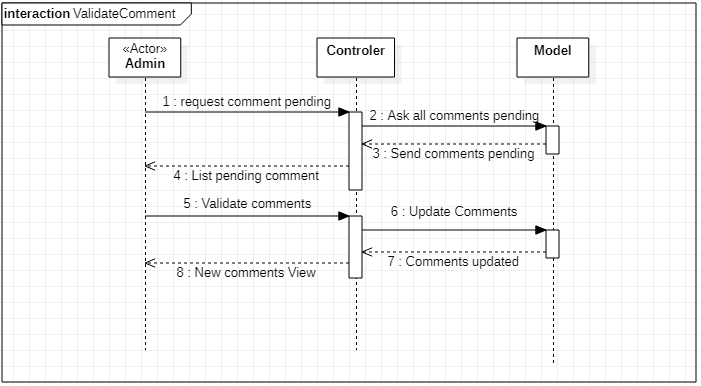 interaction ValidateComment
«Actor»
Admin
Controler
Model
1 : request comment pending
2 : Ask all comments pending
3 : Send comments pending
4 : List pending comment
5 : Validate comments
6 : Update Comments
7 : Comments updated
8 : New comments View